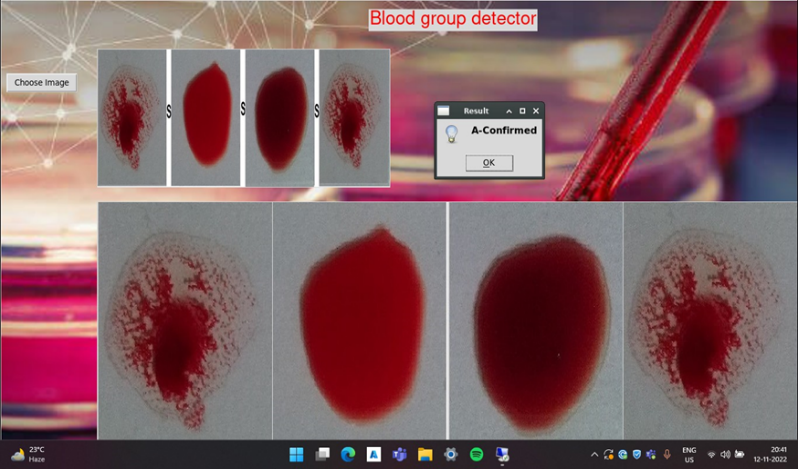 Blood group detector
Choose Image
Result
A-Confirmed
OK
23°C
Haze
ENG
US
20:41
12-11-2022